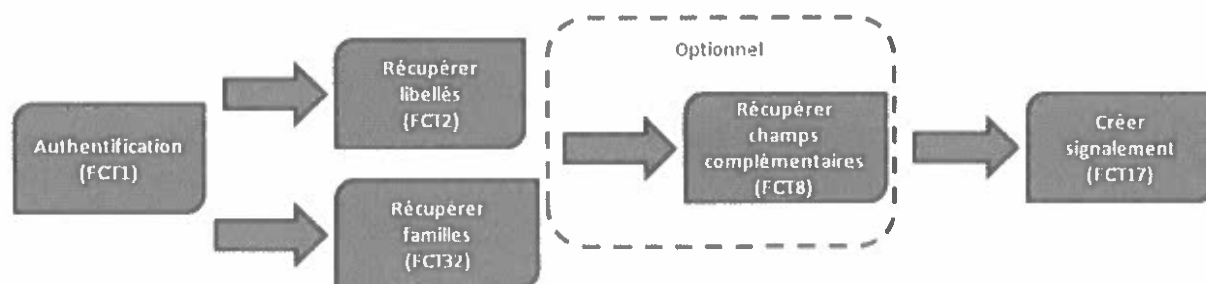 Authentification
(FCT1)
Récupérer
libellés
(FCT2)
Récupérer
familles
(FCT32)
Optionnel
Récupérer
champs
complémentaires
(FCT8)
Créer
signalement
(FCT17)